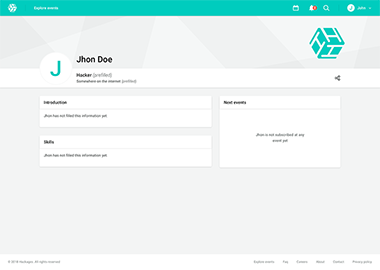 Explore events
2
J
John
J
Jhon Doe
Hacker (prefilled)
Somewhere on the internet (prefilled)
Introduction
Jhon has not filled this information yet
Skills
Jhon has not filled this information yet
Next events
Jhon is not subscribed at any
event yet
© 2018 Hackages. All rights reserved
Explore events
Faq
Careers
About
Contact
Privacy policy